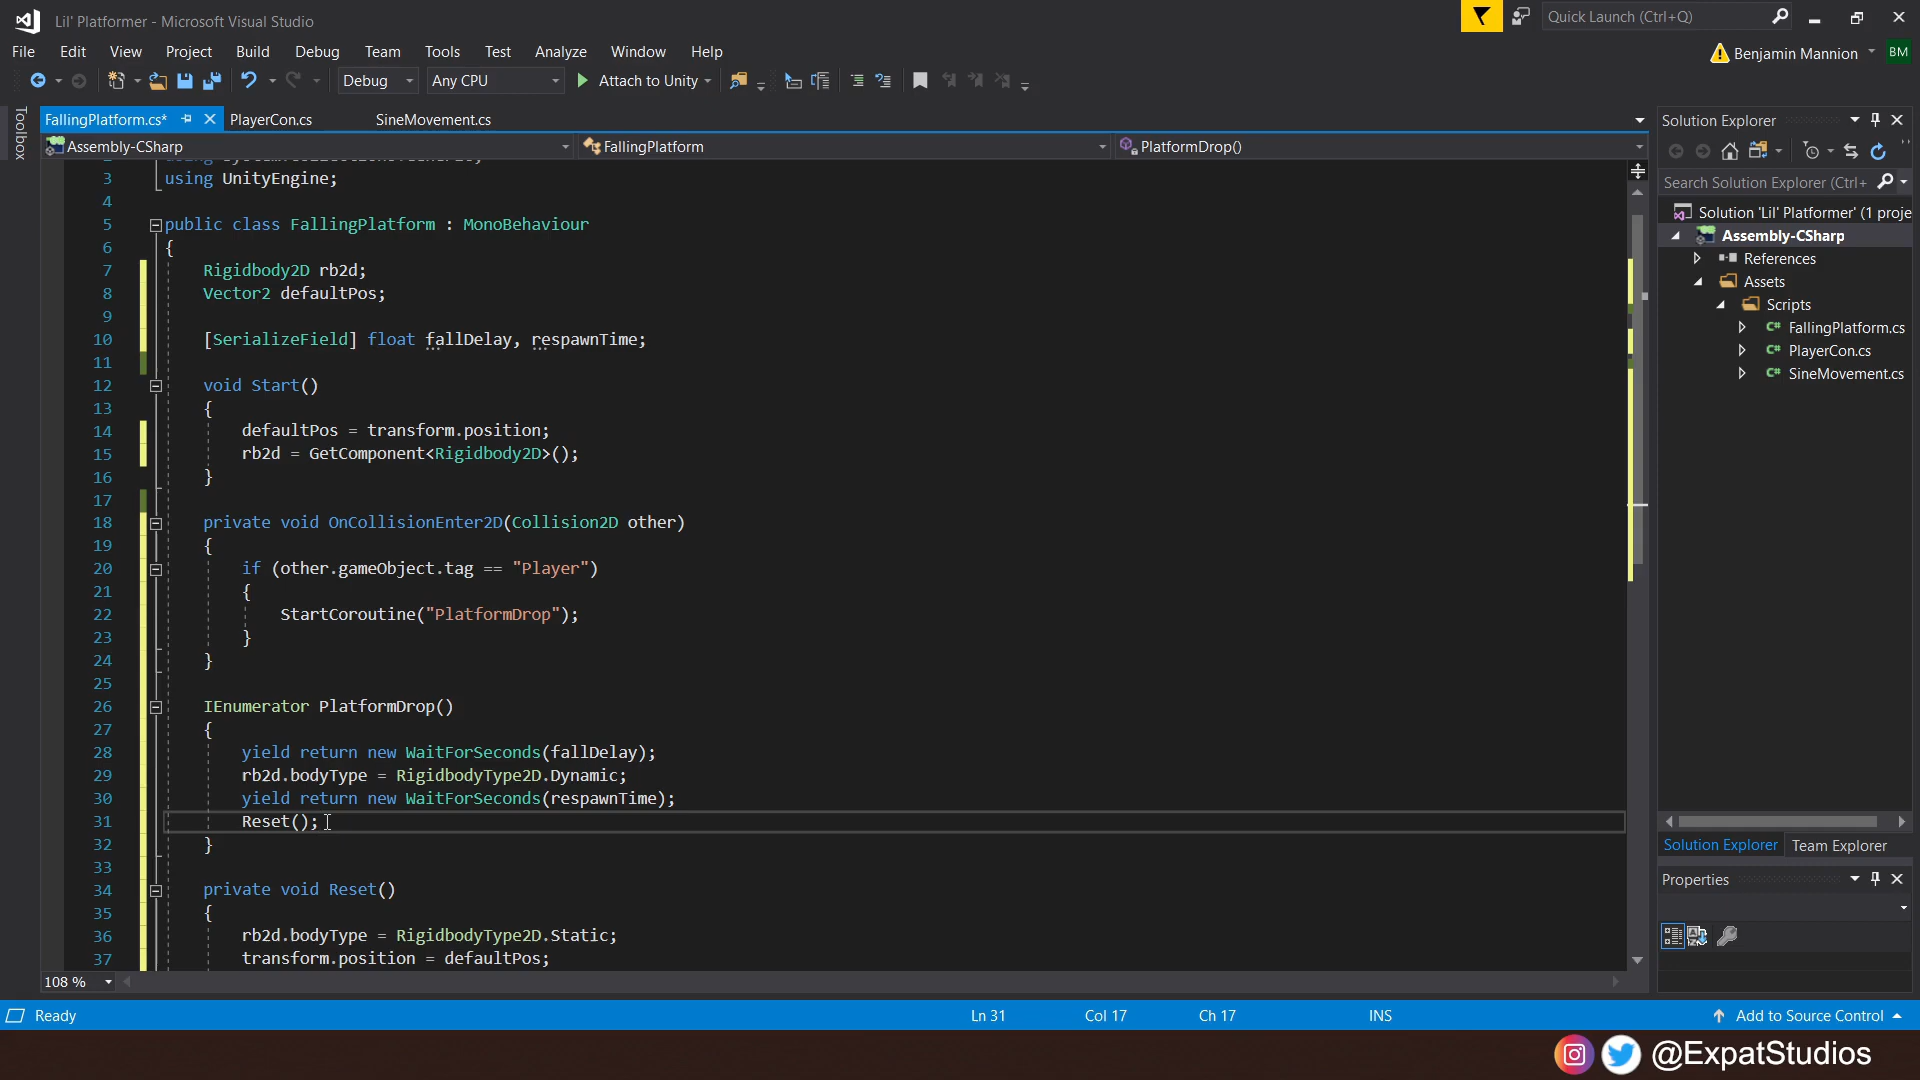 Lil' Platformer - Microsoft Visual Studio
Quick Launch (Ctrl+Q)
File Edit View Project Build Debug Team Tools Test Analyze Window Help
Benjamin Mannion BM
Debug Any CPU Attach to Unity
Toolbox
FallingPlatform.cs* PlayerCon.cs SineMovement.cs
Assembly-CSharp FallingPlatform PlatformDrop()
3 using UnityEngine;
4
5 public class FallingPlatform : MonoBehaviour
6 {
7 Rigidbody2D rb2d;
8 Vector2 defaultPos;
9
10 [SerializeField] float fallDelay, respawnTime;
11
12 void Start()
13 {
14 defaultPos = transform.position;
15 rb2d = GetComponent<Rigidbody2D>();
16 }
17
18 private void OnCollisionEnter2D(Collision2D other)
19 {
20 if (other.gameObject.tag == "Player")
21 {
22 StartCoroutine("PlatformDrop");
23 }
24 }
25
26 IEnumerator PlatformDrop()
27 {
28 yield return new WaitForSeconds(fallDelay);
29 rb2d.bodyType = RigidbodyType2D.Dynamic;
30 yield return new WaitForSeconds(respawnTime);
31 Reset();
32 }
33
34 private void Reset()
35 {
36 rb2d.bodyType = RigidbodyType2D.Static;
37 transform.position = defaultPos;
108 %
Solution Explorer
Search Solution Explorer (Ctrl+
Solution 'Lil' Platformer' (1 proje
Assembly-CSharp
References
Assets
Scripts
C# FallingPlatform.cs
C# PlayerCon.cs
C# SineMovement.cs
Solution Explorer Team Explorer
Properties
Ready Ln 31 Col 17 Ch 17 INS Add to Source Control
@ExpatStudios